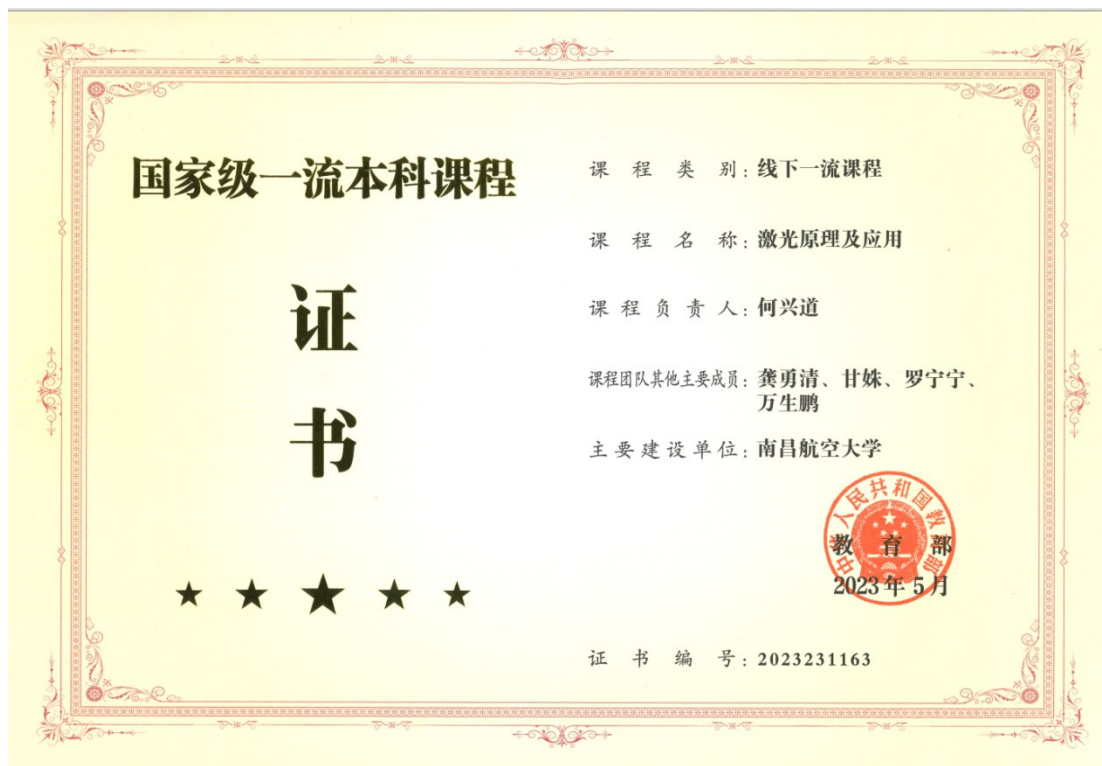 国家级一流本科课程
证
书
课程类别：线下一流课程
课程名称：激光原理及应用
课程负责人：何兴道
课程团队其他主要成员：龚勇清、甘姝、罗宁宁、
万生鹏
主要建设单位：南昌航空大学
中华人民共和国教育部
教育部
2023年5月
证书编号：2023231163